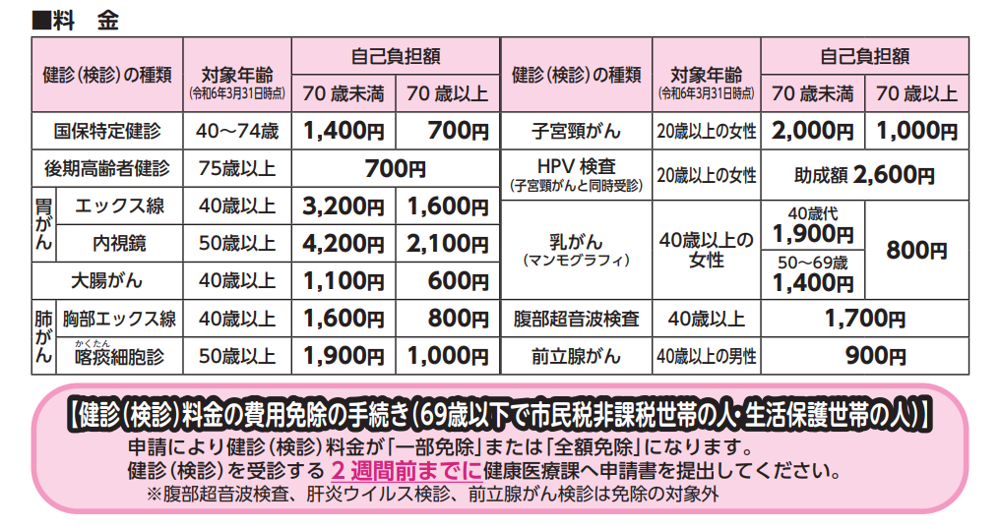 ■料　金
健診（検診）の種類 対象年齢（令和6年3月31日時点） 自己負担額 70歳未満 70歳以上
国保特定健診 40～74歳 1,400円 700円
後期高齢者健診 75歳以上 700円
胃がん エックス線 40歳以上 3,200円 1,600円
内視鏡 50歳以上 4,200円 2,100円
大腸がん 40歳以上 1,100円 600円
肺がん 胸部エックス線 40歳以上 1,600円 800円
かくたん
喀痰細胞診 50歳以上 1,900円 1,000円
健診（検診）の種類 対象年齢（令和6年3月31日時点） 自己負担額 70歳未満 70歳以上
子宮頸がん 20歳以上の女性 2,000円 1,000円
HPV検査（子宮頸がんと同時受診） 20歳以上の女性 助成額 2,600円
乳がん（マンモグラフィ） 40歳以上の女性 40歳代 1,900円 50～69歳 1,400円 800円
腹部超音波検査 40歳以上 1,700円
前立腺がん 40歳以上の男性 900円
【健診（検診）料金の費用免除の手続き（69歳以下で市民税非課税世帯の人・生活保護世帯の人）】
申請により健診（検診）料金が「一部免除」または「全額免除」になります。
健診（検診）を受診する2週間前までに健康医療課へ申請書を提出してください。
※腹部超音波検査、肝炎ウイルス検診、前立腺がん検診は免除の対象外